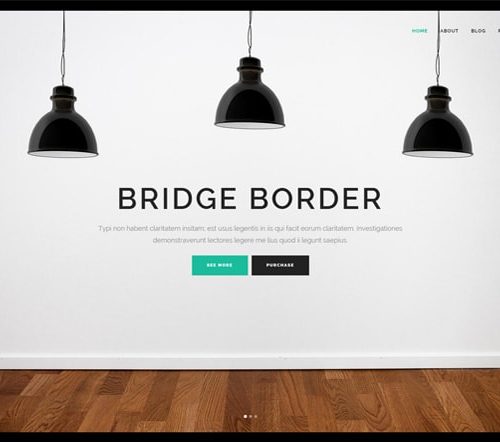 HOME ABOUT BLOG
BRIDGE BORDER
Typi non habent claritatem insitam; est usus legentis in iis qui facit eorum claritatem. Investigationes
demonstraverunt lectores legere me lius quod ii legunt saepius.
SEE MORE PURCHASE